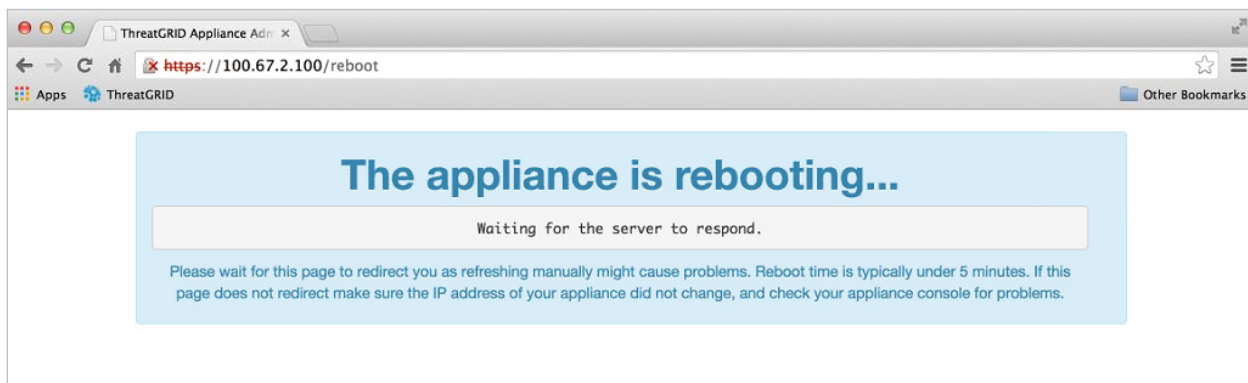 ThreatGRID Appliance Adm
https://100.67.2.100/reboot
Apps ThreatGRID Other Bookmarks
The appliance is rebooting...
Waiting for the server to respond.
Please wait for this page to redirect you as refreshing manually might cause problems. Reboot time is typically under 5 minutes. If this
page does not redirect make sure the IP address of your appliance did not change, and check your appliance console for problems.